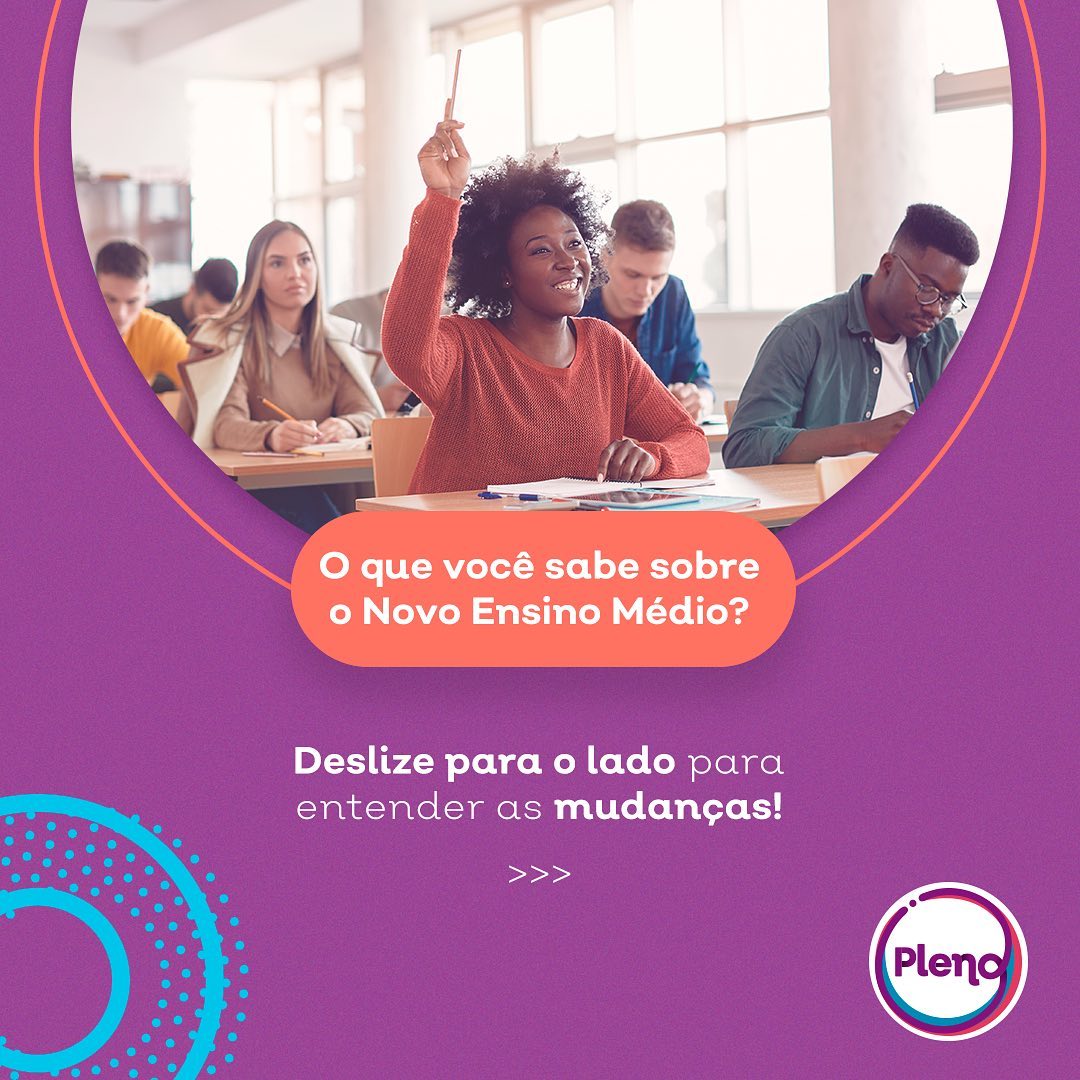 O que você sabe sobre
o Novo Ensino Médio?
Deslize para o lado para
entender as mudanças!
>>>
Pleno